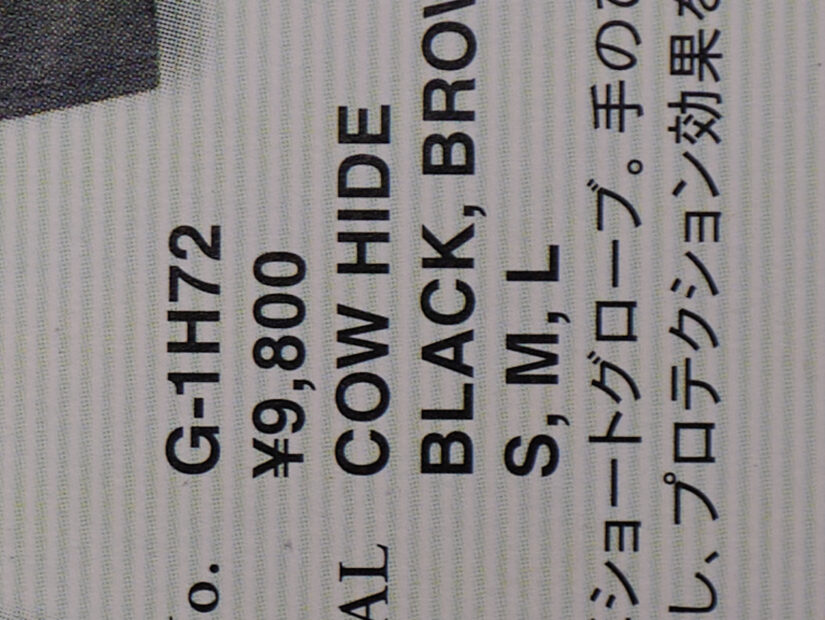 o. G-1H72
¥9,800
AL COW HIDE
BLACK, BROW
S, M, L
ショートグローブ。手の
し、プロテクション効果を